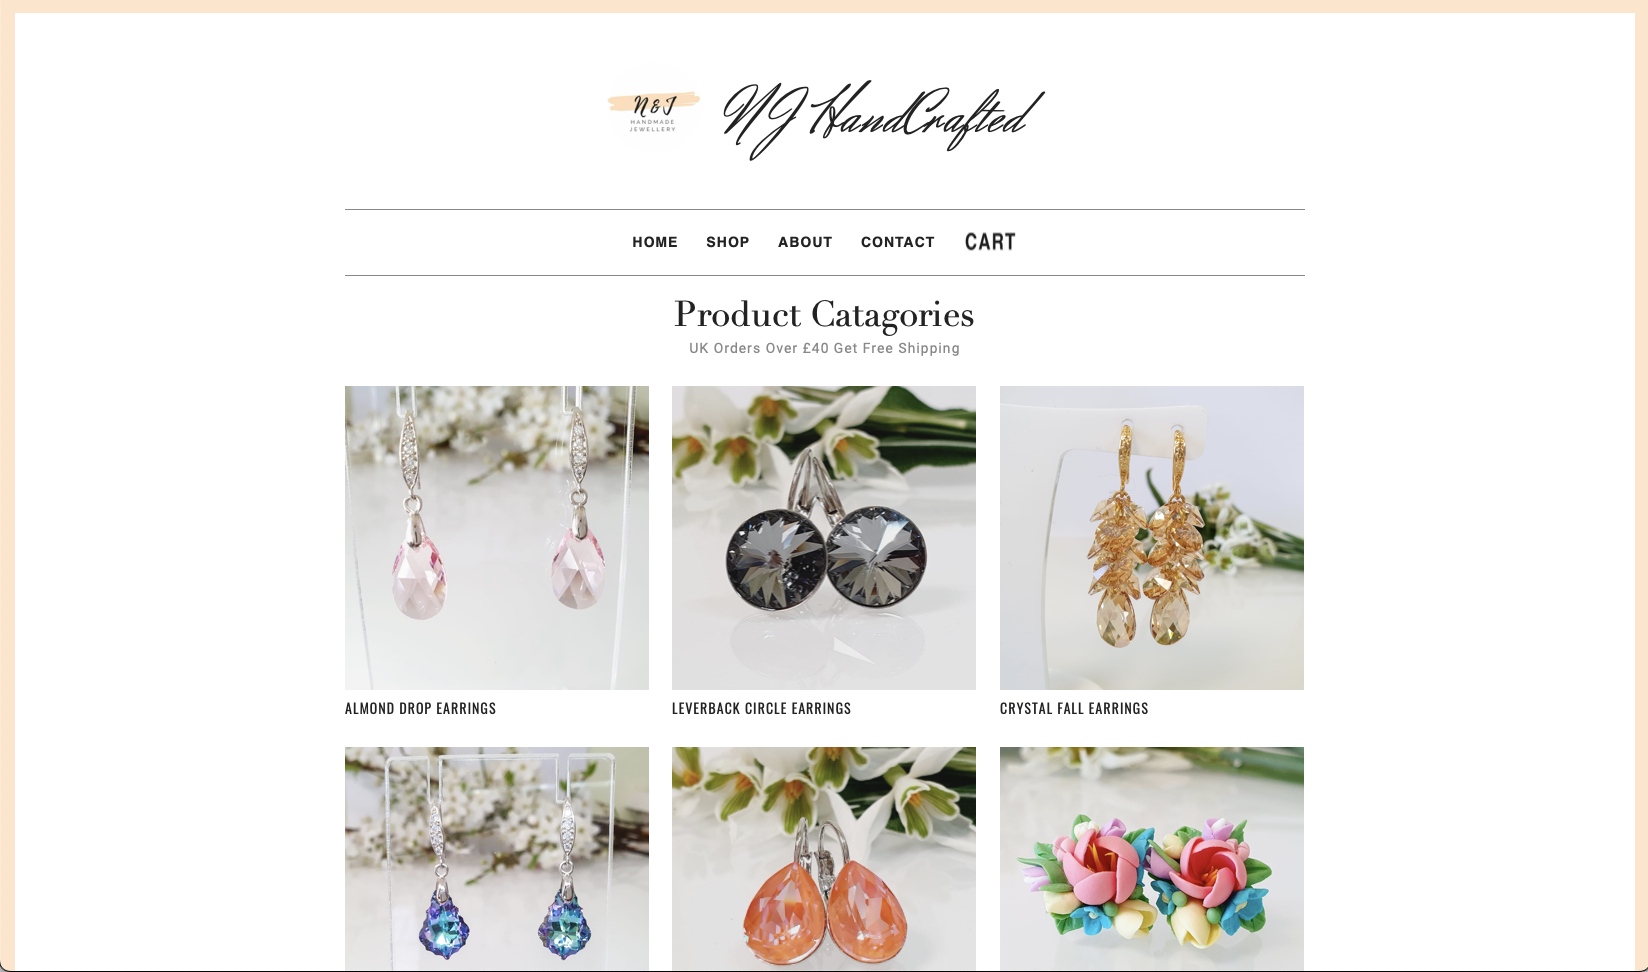 N & J
HANDMADE
JEWELLERY
NJ HandCrafted
HOME SHOP ABOUT CONTACT CART
Product Catagories
UK Orders Over £40 Get Free Shipping
ALMOND DROP EARRINGS
LEVERBACK CIRCLE EARRINGS
CRYSTAL FALL EARRINGS